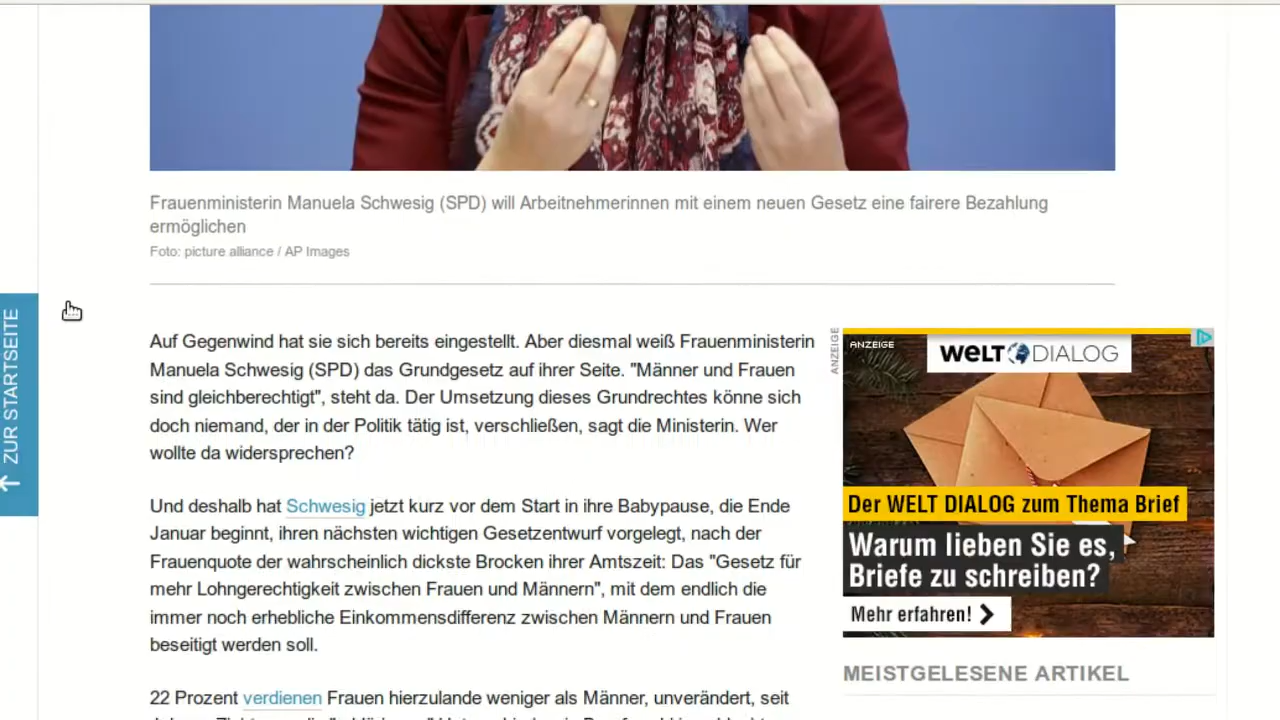 Frauenministerin Manuela Schwesig (SPD) will Arbeitnehmerinnen mit einem neuen Gesetz eine fairere Bezahlung
ermöglichen
Foto: picture alliance / AP Images
ZUR STARTSEITE
Auf Gegenwind hat sie sich bereits eingestellt. Aber diesmal weiß Frauenministerin
Manuela Schwesig (SPD) das Grundgesetz auf ihrer Seite. "Männer und Frauen
sind gleichberechtigt", steht da. Der Umsetzung dieses Grundrechtes könne sich
doch niemand, der in der Politik tätig ist, verschließen, sagt die Ministerin. Wer
wollte da widersprechen?
Und deshalb hat Schwesig jetzt kurz vor dem Start in ihre Babypause, die Ende
Januar beginnt, ihren nächsten wichtigen Gesetzentwurf vorgelegt, nach der
Frauenquote der wahrscheinlich dickste Brocken ihrer Amtszeit: Das "Gesetz für
mehr Lohngerechtigkeit zwischen Frauen und Männern", mit dem endlich die
immer noch erhebliche Einkommensdifferenz zwischen Männern und Frauen
beseitigt werden soll.
22 Prozent verdienen Frauen hierzulande weniger als Männer, unverändert, seit
ANZEIGE
ANZEIGE
WELT DIALOG
Der WELT DIALOG zum Thema Brief
Warum lieben Sie es,
Briefe zu schreiben?
Mehr erfahren!
MEISTGELESENE ARTIKEL